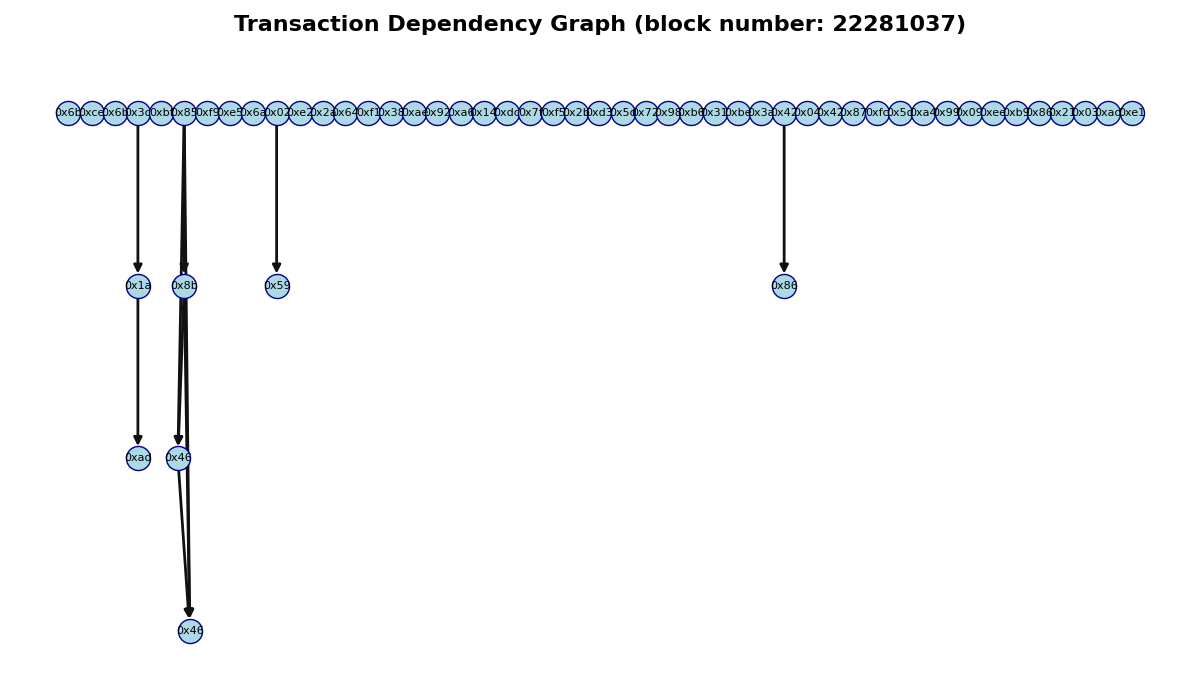 Transaction Dependency Graph (block number: 22281037)
0x6b 0xce 0x6b 0x3c 0xbf 0x85 0xf9 0xe5 0x6a 0x02 0xe2 0x2a 0x64 0xf1 0x38 0xae 0x92 0xa6 0x14 0xdd 0x7f 0xf5 0x2b 0xd3 0x5c 0x72 0x98 0xb6 0x31 0xbe 0x3a 0x42 0x04 0x42 0x87 0xfc 0x5d 0xa4 0x99 0x09 0xee 0xb9 0x86 0x21 0x03 0xad 0xe1
0x1a 0x8b 0x59 0x86
0xad 0x46
0x46